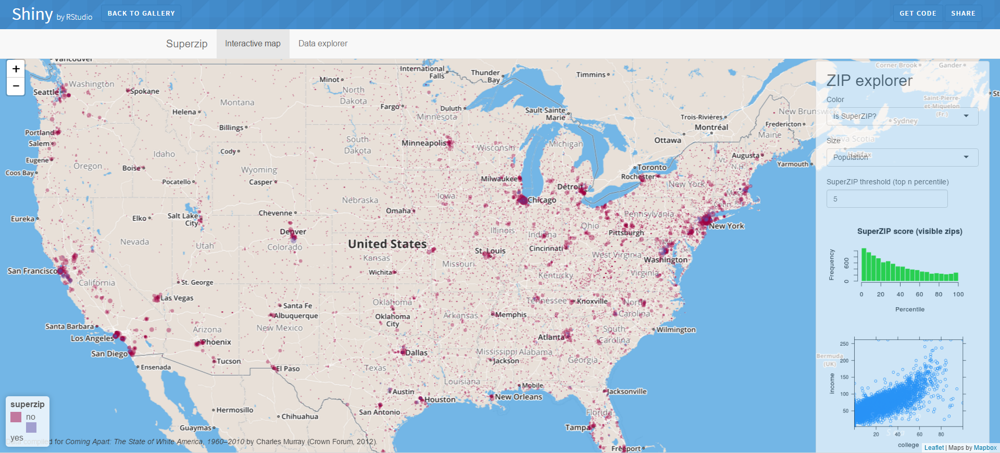 Shiny by RStudio
BACK TO GALLERY
GET CODE
SHARE
Superzip
Interactive map
Data explorer
+
−
Vancouver
Washington
Seattle
Spokane
Montana
Helena
Billings
Portland
Salem
Eugene
Oregon
Idaho
Boise
Coos Bay
Pocatello
Cody
Wyoming
Casper
Minot
North
Dakota
Fargo
Duluth
Minnesota
International
Falls
Thunder
Bay
Timmins
Sault Sainte
Marie
Minneapolis
South
Dakota
Wisconsin
Michigan
Ottawa
Montréal
Trois-Rivières
New Brunswick
Fredericton
Maine
Augusta
Yarmouth
Vt.
N.H.
Toronto
Rochester
New York
Mass.
Conn.
Milwaukee
Detroit
Chicago
Nebraska
Iowa
Omaha
Eureka
Elko
Salt Lake
City
Cheyenne
Denver
Colorado
Nevada
Utah
United States
Kansas
Illinois
Indiana
Ohio
Pennsylvania
Pittsburgh
New York
Cincinnati
St. Louis
Missouri
West Virginia
Washington
De
Virginia
Kentucky
Wichita
San Francisco
California
St. George
Las Vegas
Santa Fe
Albuquerque
New Mexico
Oklahoma
Oklahoma
City
Arkansas
Tennessee
Knoxville
North
Carolina
Memphis
Santa Barbara
Los Angeles
San Diego
Arizona
Phoenix
Tucson
Ensenada
El Paso
Dallas
Texas
Mississippi
Alabama
Jackson
Atlanta
Georgia
South
Carolina
Wilmington
Louisiana
Mobile
New Orleans
Jacksonville
Austin
Houston
San Antonio
Florida
Tampa
Freeport
Hermosillo
Chihuahua
Guaymas
Corner Brook
Gander
St
Saint-Pierre-
et-Miquelon
(Fr.)
Sydney
Nova Scotia
Halifax
Bermuda
(UK)
ZIP explorer
Color
Is SuperZIP?
Size
Population
SuperZIP threshold (top n percentile)
5
SuperZIP score (visible zips)
Frequency
0 600
0 20 40 60 80 100
Percentile
income
250
200
150
100
50
20 40 60 80
college
superzip
no
yes
compiled for Coming Apart: The State of White America, 1960–2010 by Charles Murray (Crown Forum, 2012).
Leaflet | Maps by Mapbox